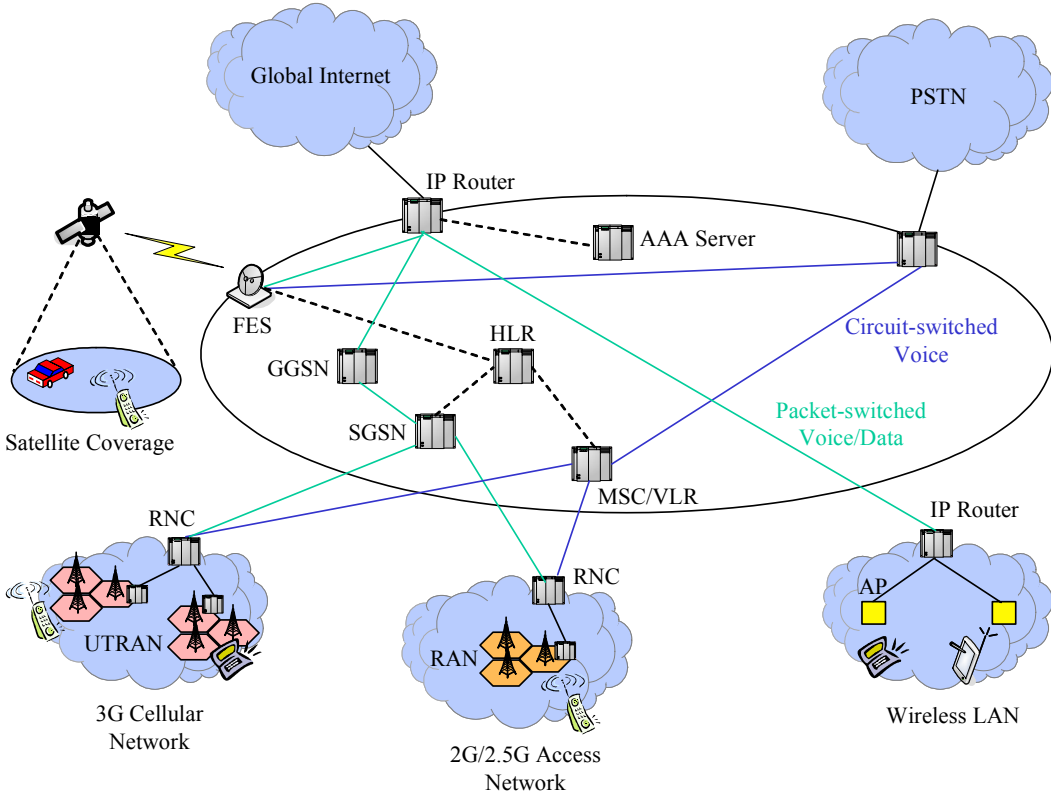 Global Internet
PSTN
IP Router
AAA Server
FES
HLR
Circuit-switched
Voice
GGSN
Packet-switched
Voice/Data
SGSN
Satellite Coverage
MSC/VLR
RNC
IP Router
RNC
AP
UTRAN
RAN
3G Cellular
Network
Wireless LAN
2G/2.5G Access
Network